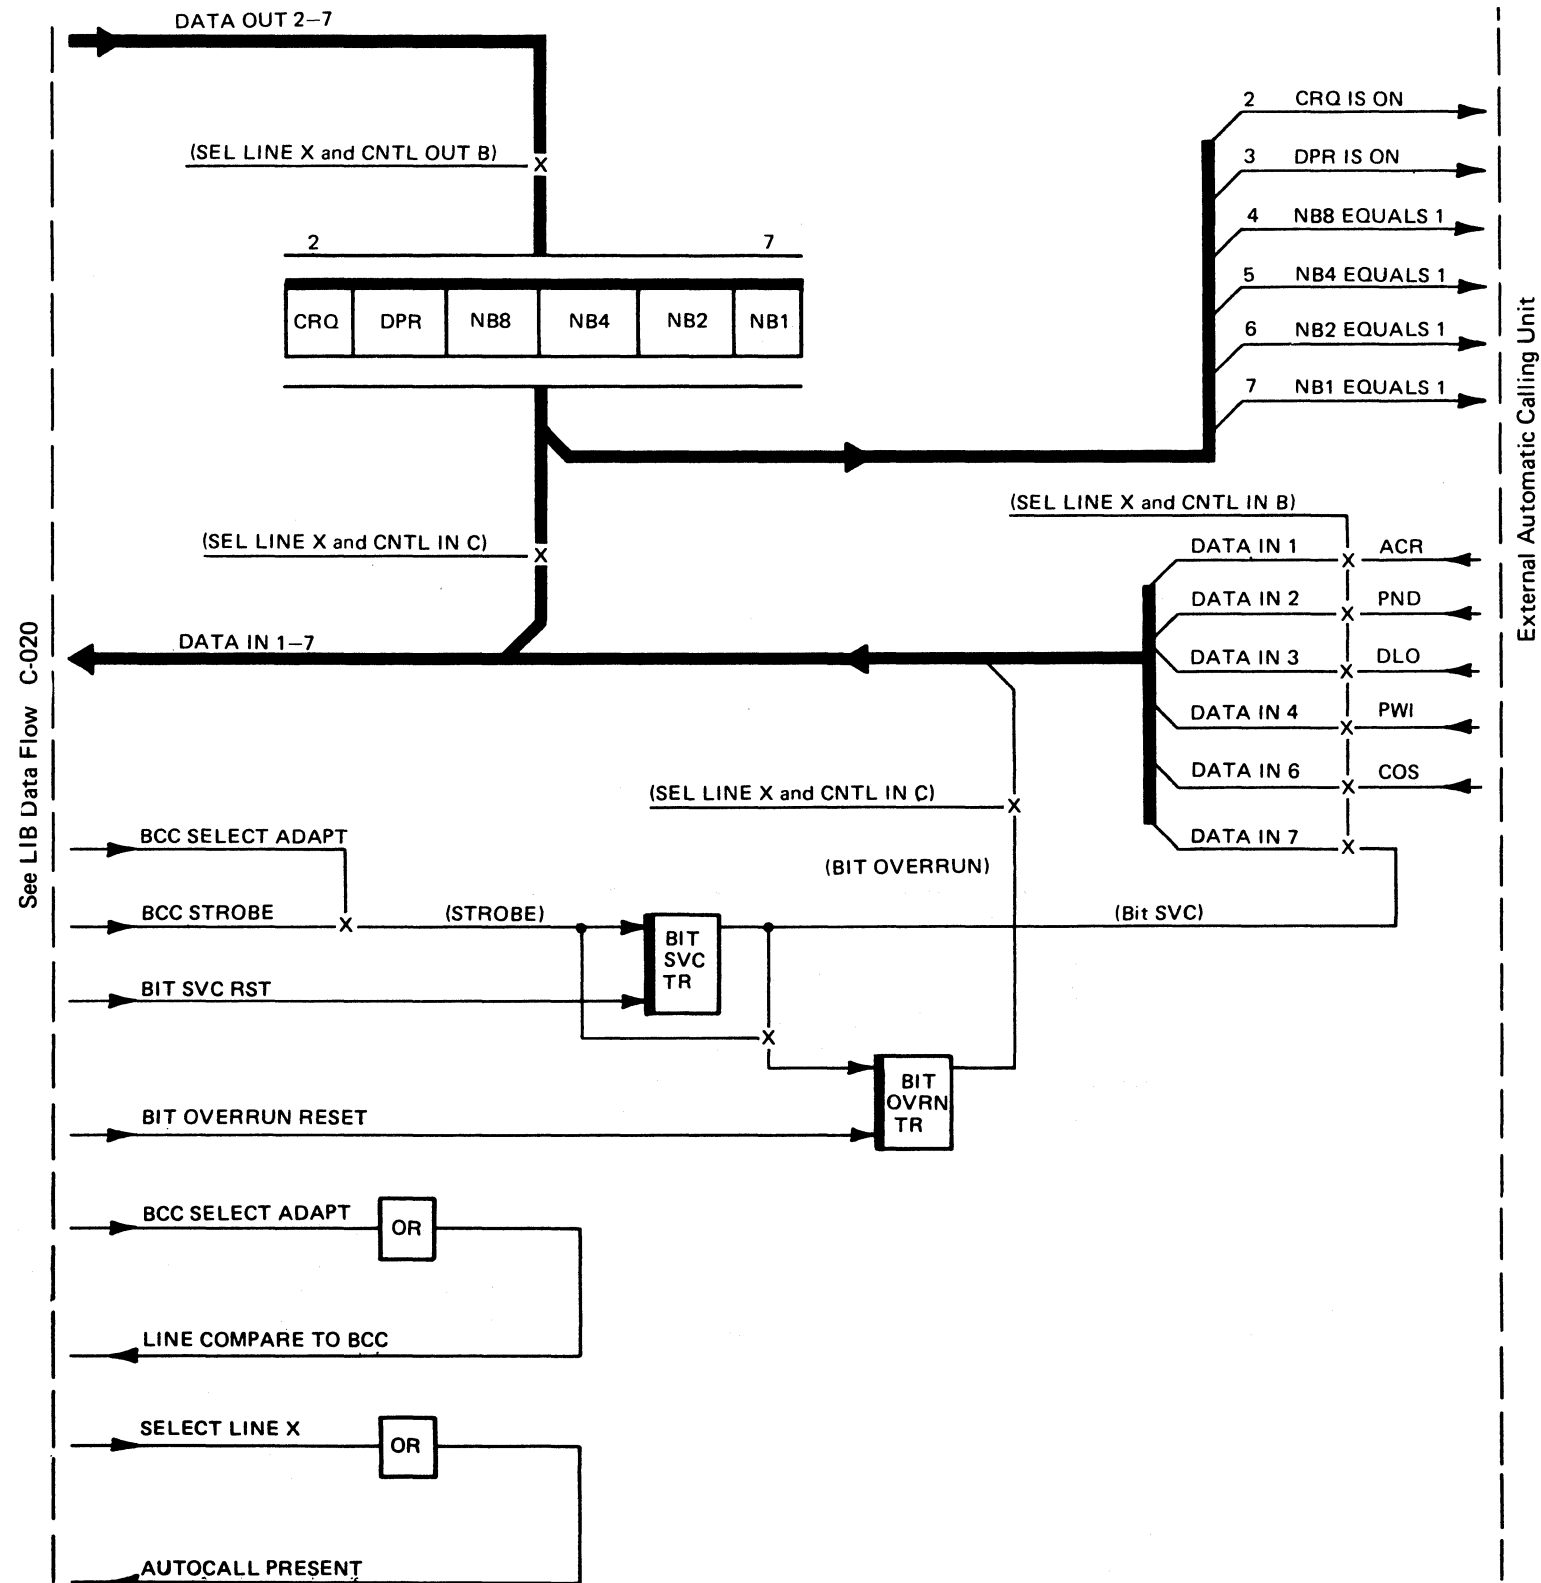 DATA OUT 2–7
2 CRQ IS ON
3 DPR IS ON
(SEL LINE X and CNTL OUT B)
X
4 NB8 EQUALS 1
2 7
5 NB4 EQUALS 1
CRQ DPR NB8 NB4 NB2 NB1
6 NB2 EQUALS 1
7 NB1 EQUALS 1
External Automatic Calling Unit
(SEL LINE X and CNTL IN B)
(SEL LINE X and CNTL IN C)
X
DATA IN 1 X ACR
DATA IN 2 X PND
DATA IN 1–7
DATA IN 3 X DLO
DATA IN 4 X PWI
DATA IN 6 X COS
See LIB Data Flow C-020
(SEL LINE X and CNTL IN C)
X
DATA IN 7 X
BCC SELECT ADAPT
(BIT OVERRUN)
BCC STROBE X (STROBE)
(Bit SVC)
BIT
SVC
TR
BIT SVC RST
X
BIT
OVRN
TR
BIT OVERRUN RESET
BCC SELECT ADAPT OR
LINE COMPARE TO BCC
SELECT LINE X OR
AUTOCALL PRESENT